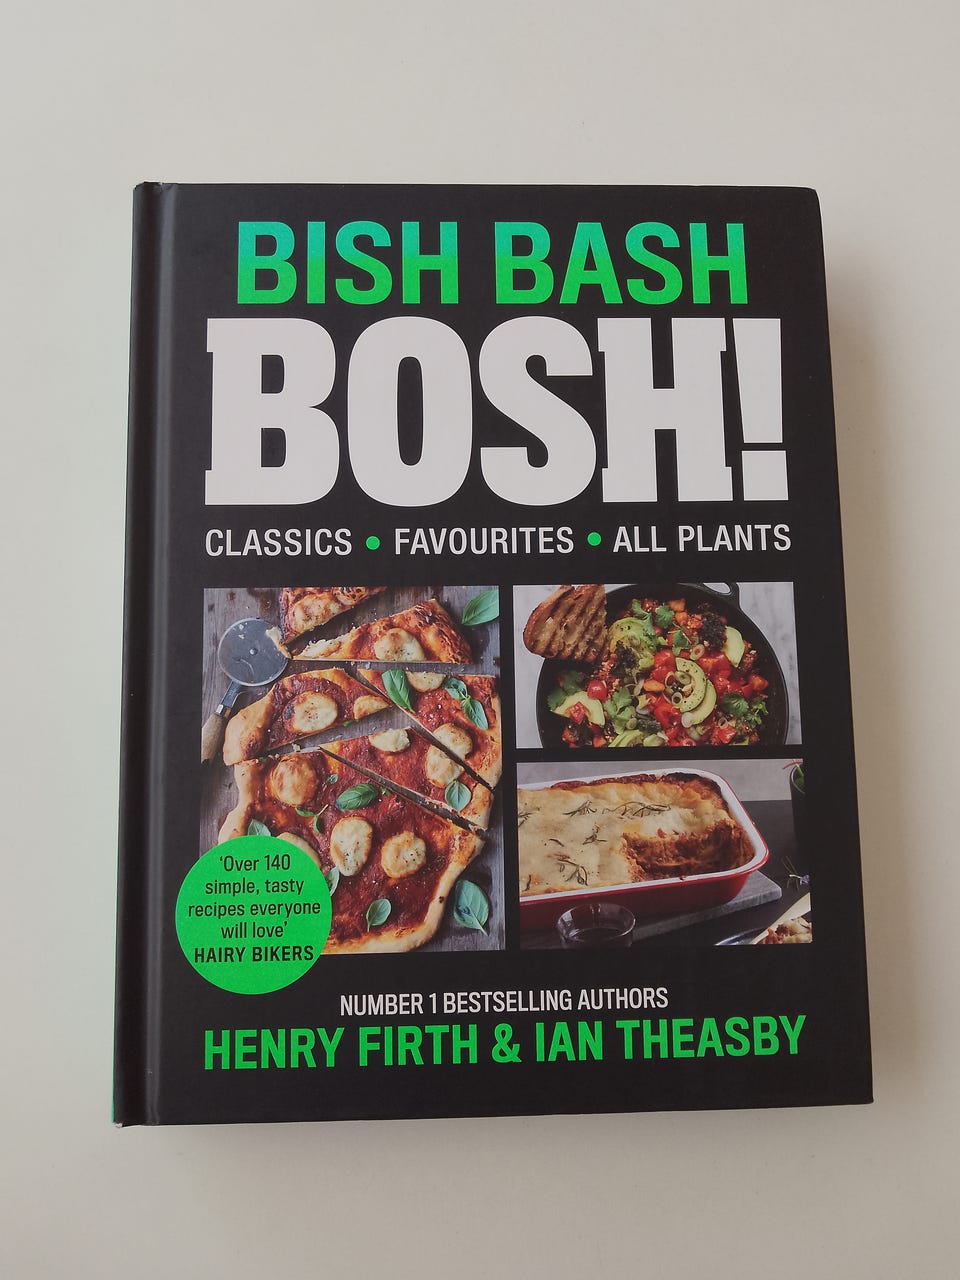 BISH BASH
BOSH!
CLASSICS • FAVOURITES • ALL PLANTS
‘Over 140
simple, tasty
recipes everyone
will love’
HAIRY BIKERS
NUMBER 1 BESTSELLING AUTHORS
HENRY FIRTH & IAN THEASBY